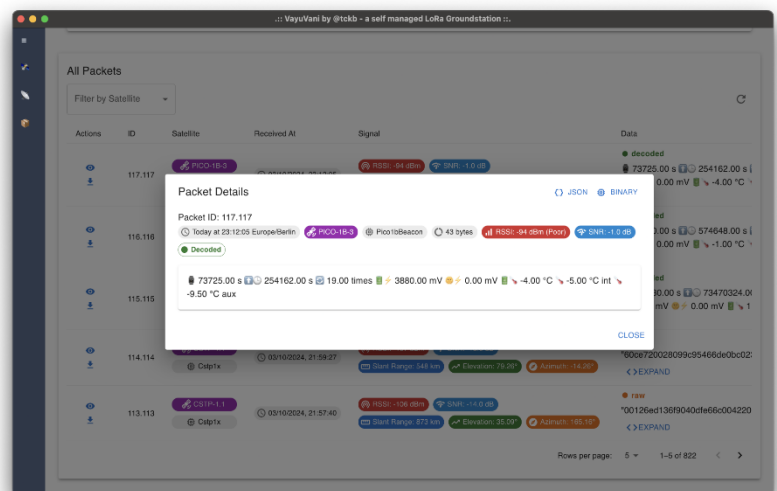 .:: VayuVani by @tckb - a self managed LoRa Groundstation ::.
All Packets
Filter by Satellite
Actions ID Satellite Received At Signal Data
decoded
117.117 PICO-1B-3 RSSI: -94 dBm SNR: -1.0 dB
73725.00 s 254162.00 s
0.00 mV -4.00 °C
Packet Details
JSON BINARY
Packet ID: 117.117
Today at 23:12:05 Europe/Berlin PICO-1B-3 Pico1bBeacon 43 bytes RSSI: -94 dBm (Poor) SNR: -1.0 dB
Decoded
73725.00 s 254162.00 s 19.00 times 3880.00 mV 0.00 mV -4.00 °C -5.00 °C int
-9.50 °C aux
CLOSE
116.116
574648.00 s
0.00 mV -1.00 °C
115.115
73470324.00
mV 0.00 mV
114.114 03/10/2024, 21:59:27
Cstp1x Slant Range: 548 km Elevation: 79.26° Azimuth: -14.26°
"60ce720028099c95466de0bc02
EXPAND
raw
113.113 CSTP-1.1 03/10/2024, 21:57:40 RSSI: -106 dBm SNR: -14.0 dB
Cstp1x Slant Range: 873 km Elevation: 35.09° Azimuth: 165.15°
"00126ed136f9040dfe66c004220
EXPAND
Rows per page: 5 1–5 of 822